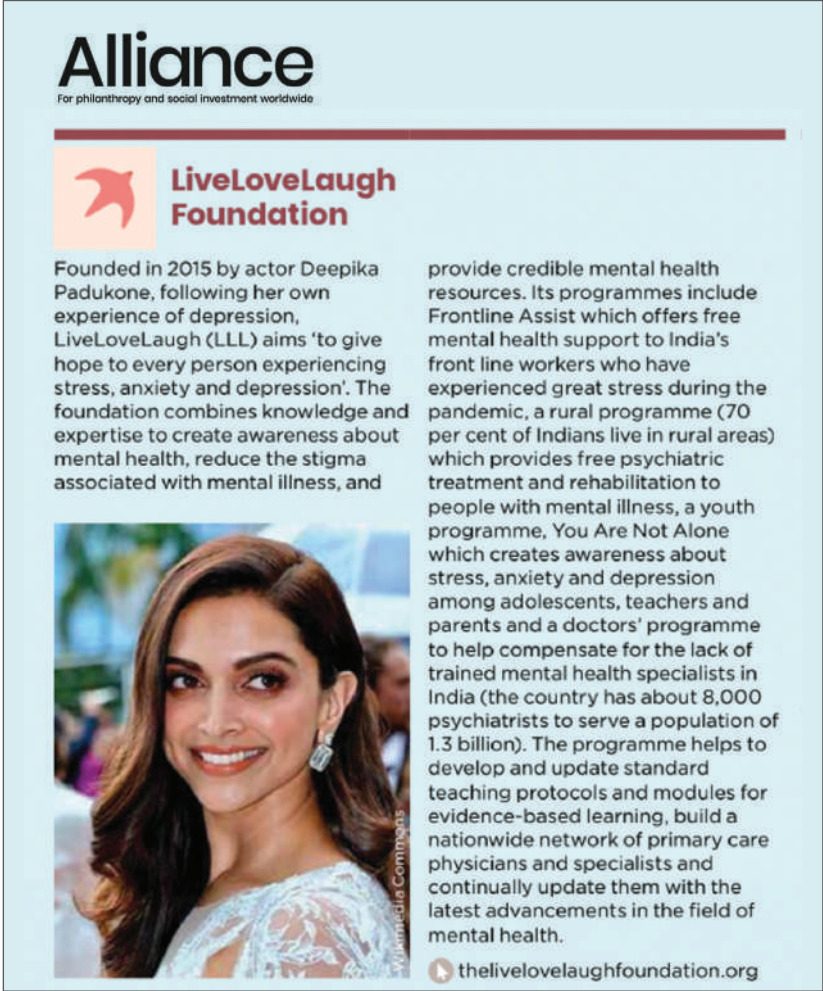 Alliance
For philanthropy and social investment worldwide
LiveLoveLaugh
Foundation
Founded in 2015 by actor Deepika
Padukone, following her own
experience of depression,
LiveLoveLaugh (LLL) aims ‘to give
hope to every person experiencing
stress, anxiety and depression’. The
foundation combines knowledge and
expertise to create awareness about
mental health, reduce the stigma
associated with mental illness, and
Wikimedia Commons
provide credible mental health
resources. Its programmes include
Frontline Assist which offers free
mental health support to India’s
front line workers who have
experienced great stress during the
pandemic, a rural programme (70
per cent of Indians live in rural areas)
which provides free psychiatric
treatment and rehabilitation to
people with mental illness, a youth
programme, You Are Not Alone
which creates awareness about
stress, anxiety and depression
among adolescents, teachers and
parents and a doctors’ programme
to help compensate for the lack of
trained mental health specialists in
India (the country has about 8,000
psychiatrists to serve a population of
1.3 billion). The programme helps to
develop and update standard
teaching protocols and modules for
evidence-based learning, build a
nationwide network of primary care
physicians and specialists and
continually update them with the
latest advancements in the field of
mental health.
thelivelovelaughfoundation.org